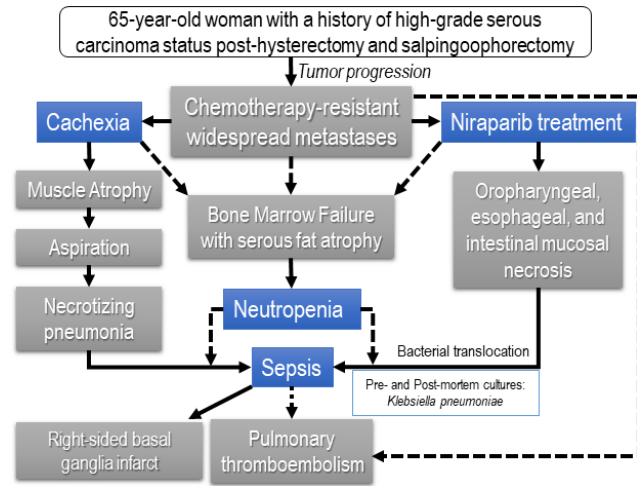 65-year-old woman with a history of high-grade serous
carcinoma status post-hysterectomy and salpingoophorectomy
Tumor progression
Cachexia
Chemotherapy-resistant
widespread metastases
Niraparib treatment
Muscle Atrophy
Bone Marrow Failure
with serous fat atrophy
Oropharyngeal,
esophageal, and
intestinal mucosal
necrosis
Aspiration
Necrotizing
pneumonia
Neutropenia
Bacterial translocation
Sepsis
Pre- and Post-mortem cultures:
Klebsiella pneumoniae
Right-sided basal
ganglia infarct
Pulmonary
thromboembolism